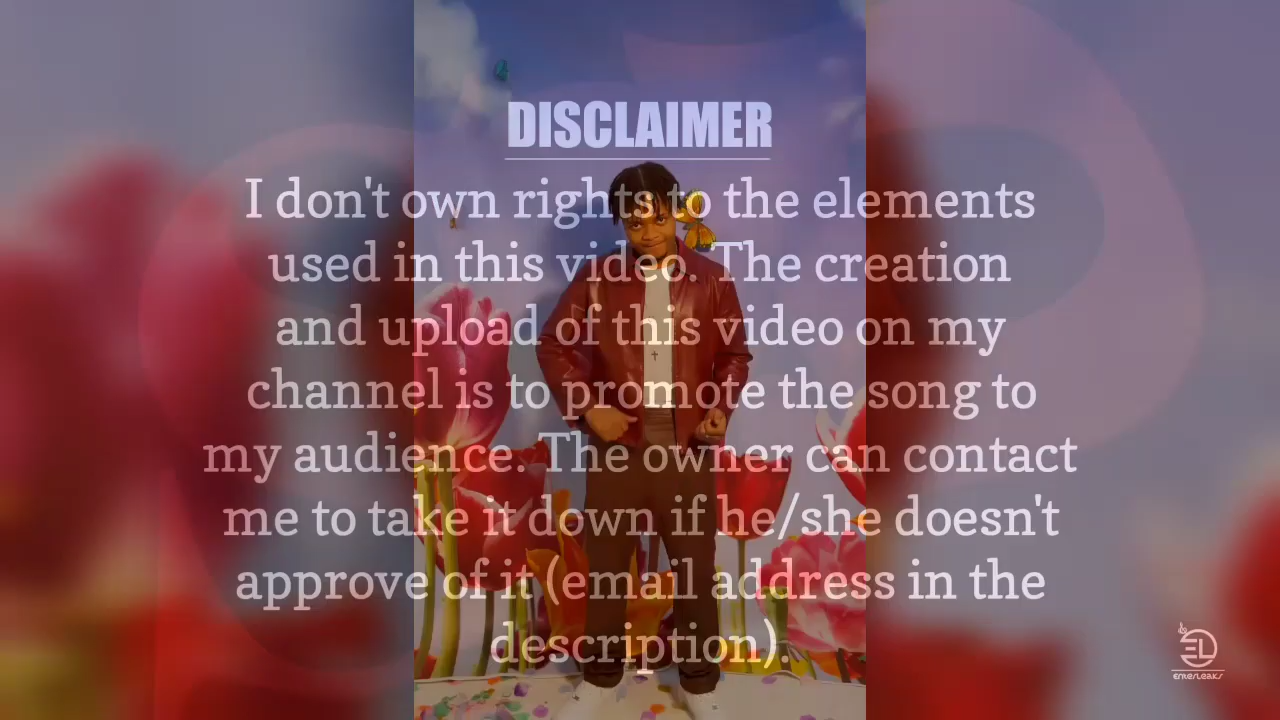 DISCLAIMER
I don't own rights to the elements
used in this video. The creation
and upload of this video on my
channel is to promote the song to
my audience. The owner can contact
me to take it down if he/she doesn't
approve of it (email address in the
description).
EL
EmerLeaks